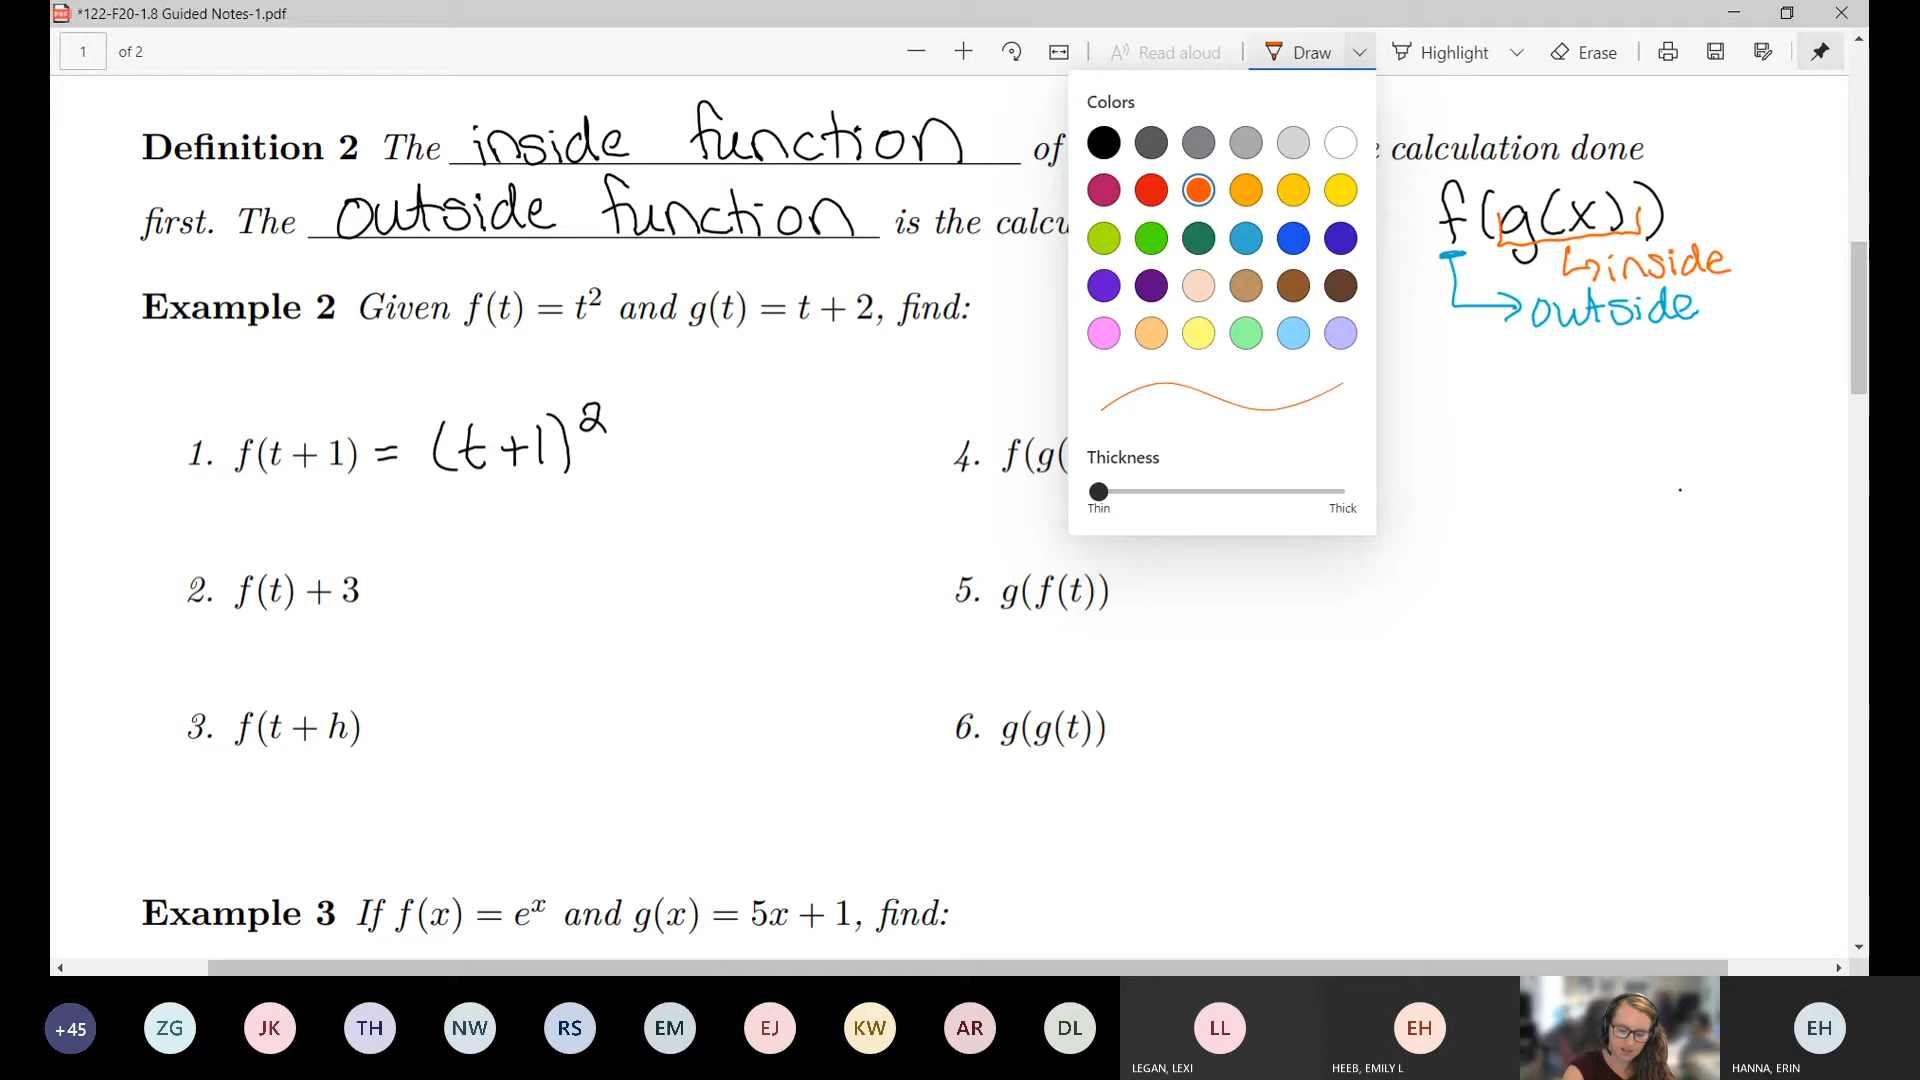 *122-F20-1.8 Guided Notes-1.pdf
1 of 2 Read aloud Draw Highlight Erase
Colors
Definition 2 The inside function of calculation done
first. The outside function is the calcu
f(g(x))
inside
outside
Example 2 Given f(t) = t² and g(t) = t + 2, find:
1. f(t + 1) = (t+1)²
4. f(g(
Thickness
Thin Thick
2. f(t) + 3
5. g(f(t))
3. f(t + h)
6. g(g(t))
Example 3 If f(x) = eˣ and g(x) = 5x + 1, find:
+45 ZG JK TH NW RS EM EJ KW AR DL LL EH EH
LEGAN, LEXI HEEB, EMILY L HANNA, ERIN